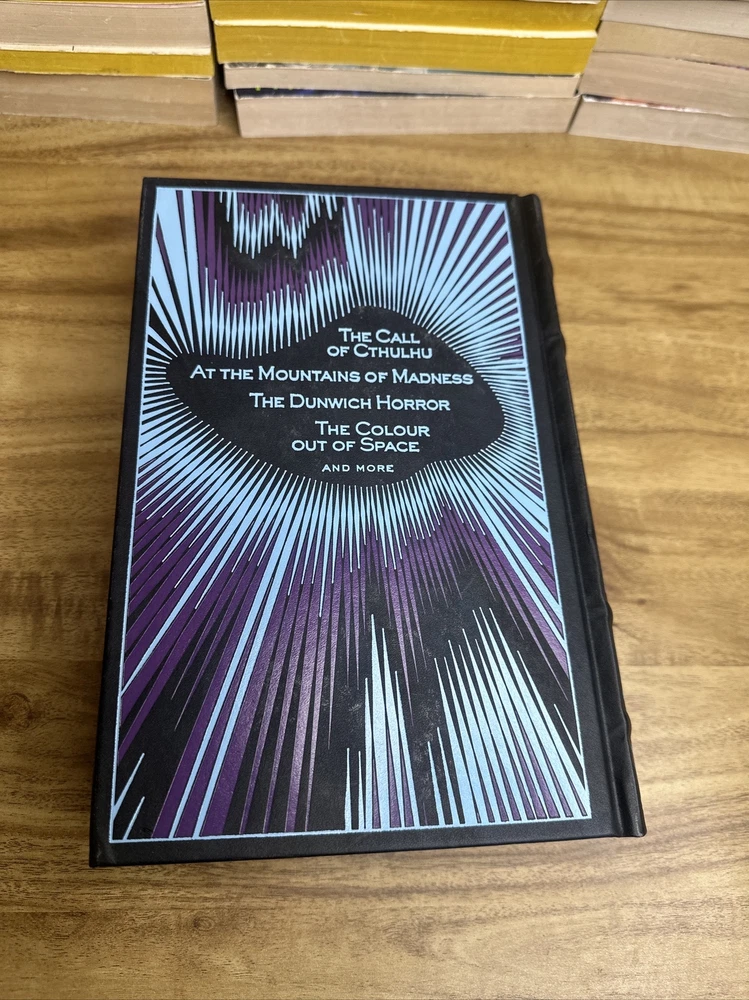 THE CALL
OF CTHULHU
AT THE MOUNTAINS OF MADNESS
THE DUNWICH HORROR
THE COLOUR
OUT OF SPACE
AND MORE